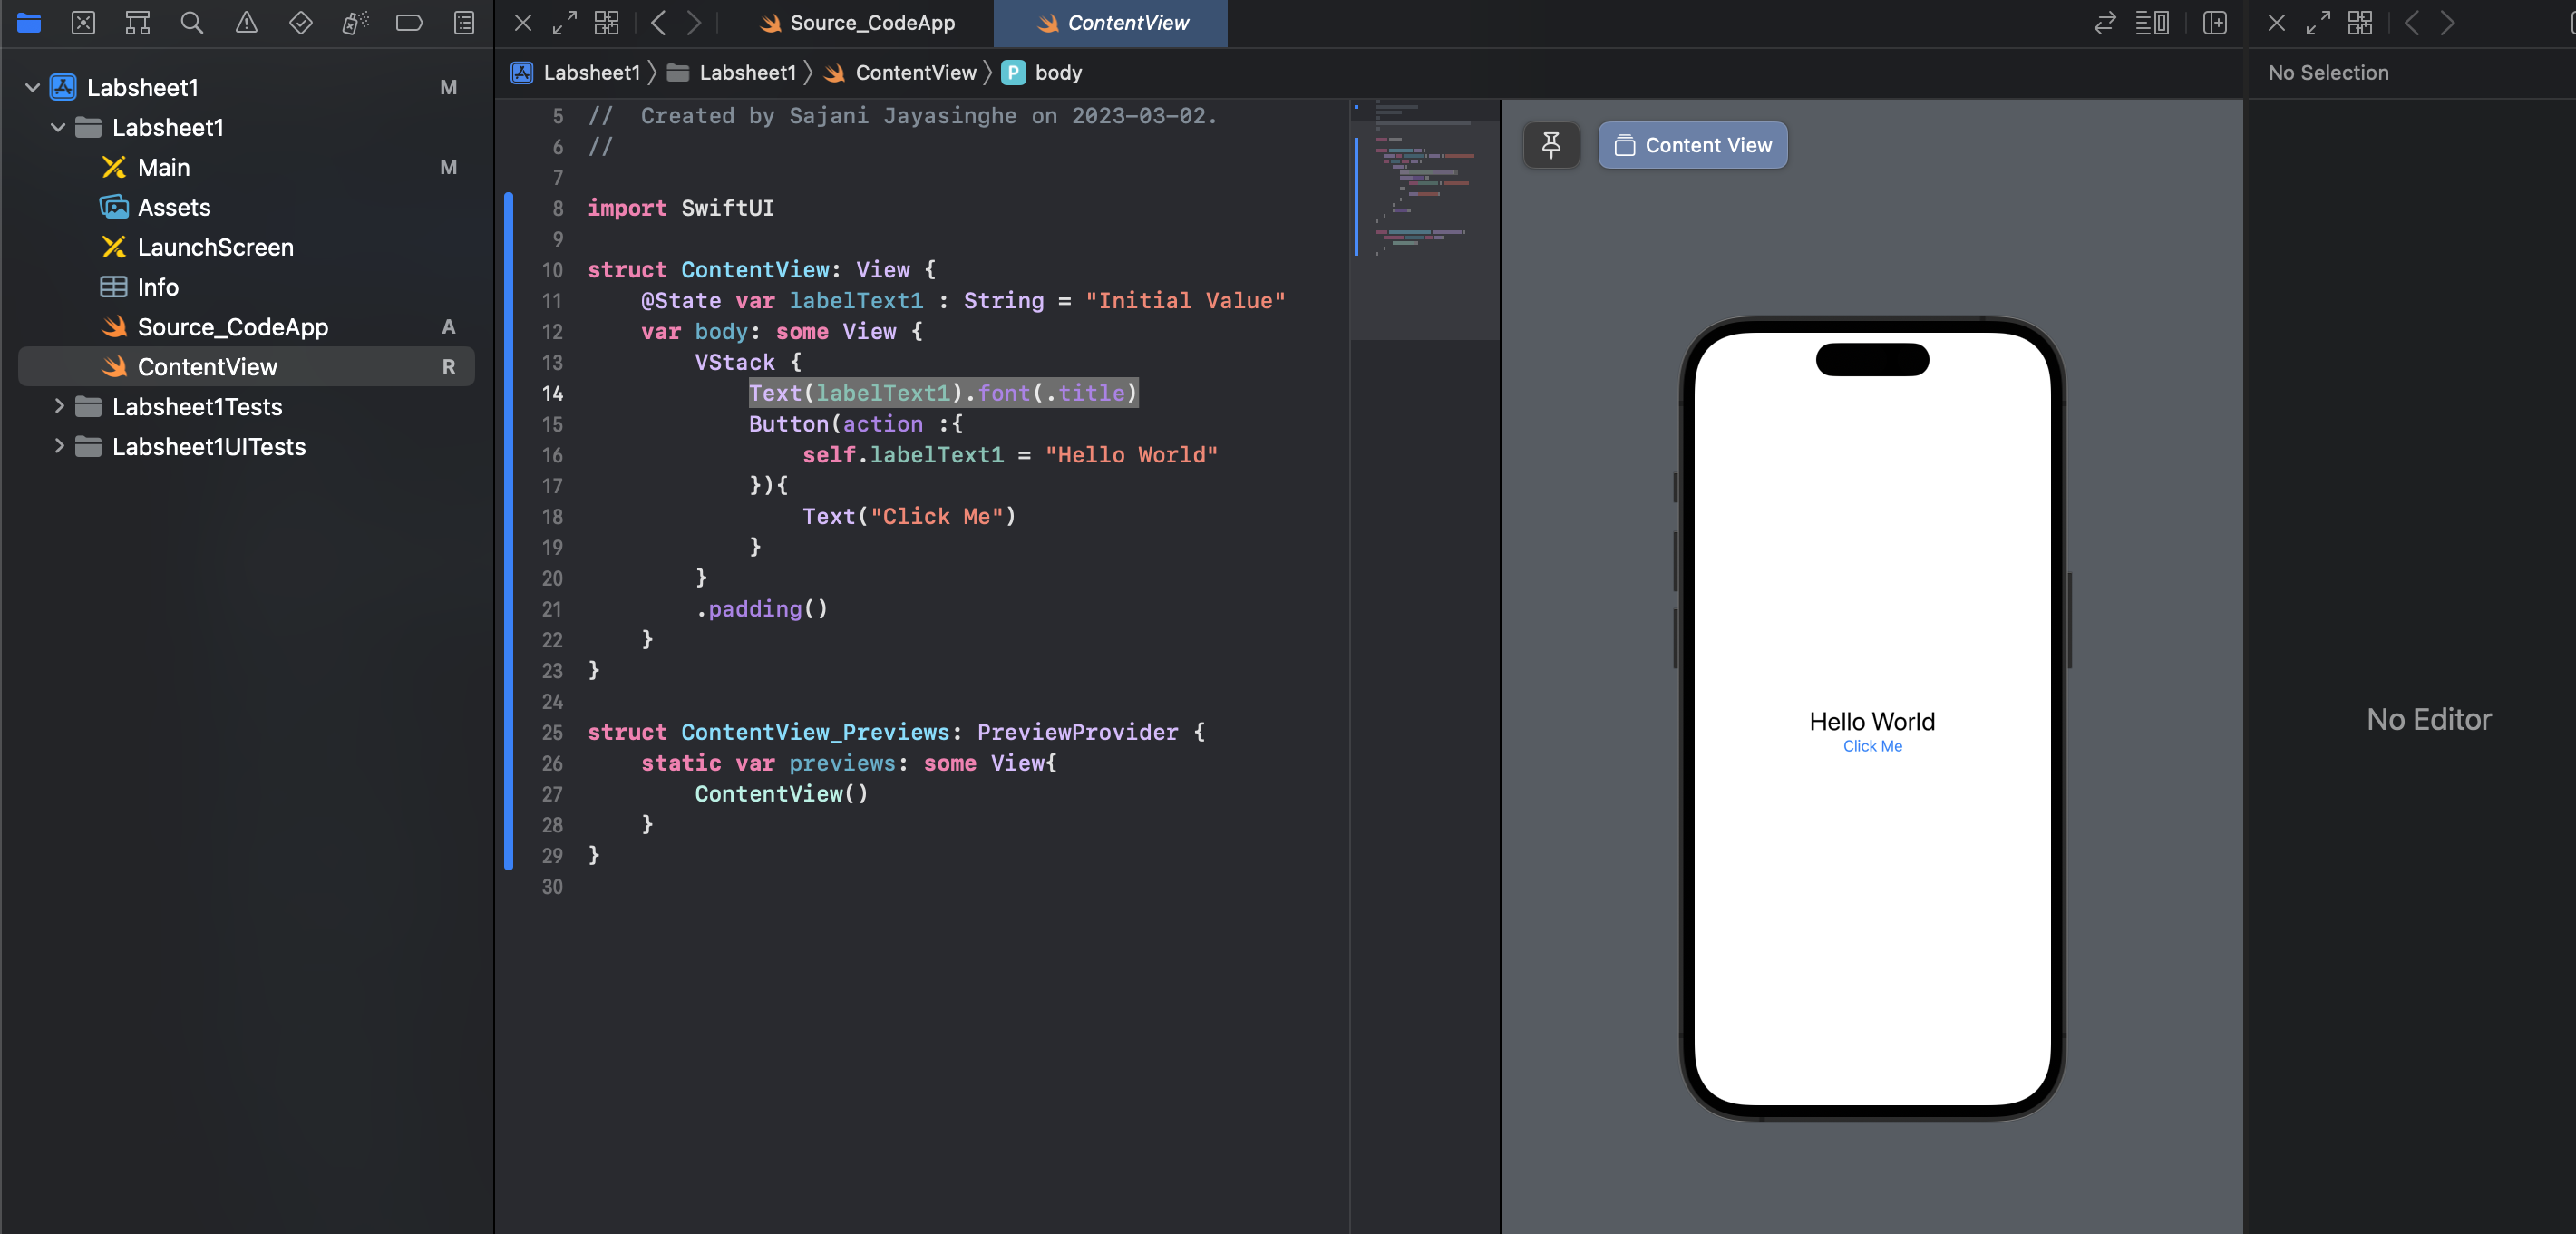 Source_CodeApp
ContentView
Labsheet1
M
Labsheet1
Main
M
Assets
LaunchScreen
Info
Source_CodeApp
A
ContentView
R
Labsheet1Tests
Labsheet1UITests
Labsheet1 Labsheet1 ContentView P body
5 //  Created by Sajani Jayasinghe on 2023-03-02.
6 //
7
8 import SwiftUI
9
10 struct ContentView: View {
11     @State var labelText1 : String = "Initial Value"
12     var body: some View {
13         VStack {
14             Text(labelText1).font(.title)
15             Button(action :{
16                 self.labelText1 = "Hello World"
17             }){
18                 Text("Click Me")
19             }
20         }
21         .padding()
22     }
23 }
24
25 struct ContentView_Previews: PreviewProvider {
26     static var previews: some View{
27         ContentView()
28     }
29 }
30
Content View
Hello World
Click Me
No Selection
No Editor